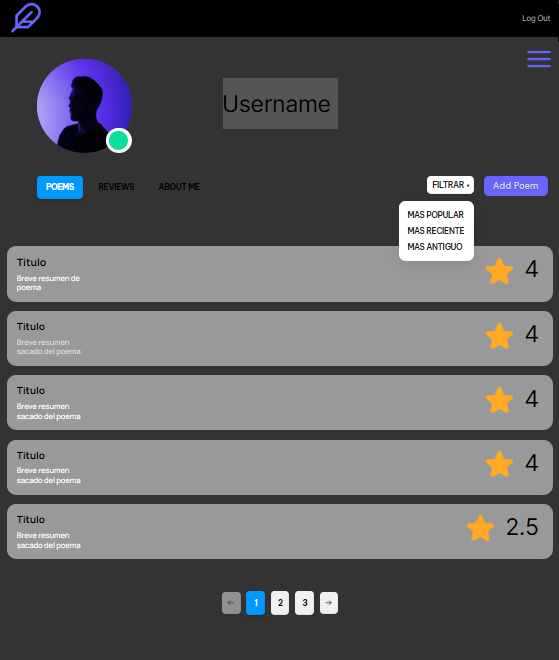 Log Out
Username
POEMS REVIEWS ABOUT ME FILTRAR Add Poem
MAS POPULAR
MAS RECIENTE
MAS ANTIGUO
Titulo
Breve resumen de
poema
4
Titulo
Breve resumen
sacado del poema
4
Titulo
Breve resumen
sacado del poema
4
Titulo
Breve resumen
sacado del poema
4
Titulo
Breve resumen
sacado del poema
2.5
← 1 2 3 →